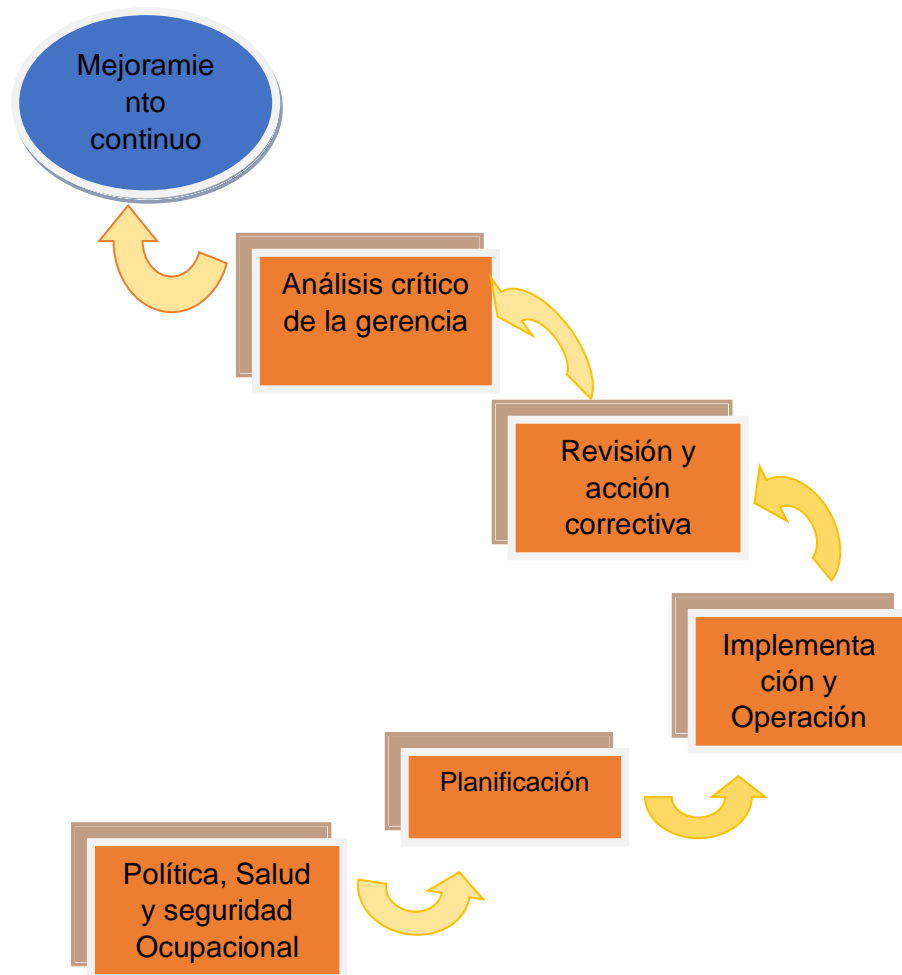 Mejoramie
nto
continuo
Análisis crítico
de la gerencia
Revisión y
acción
correctiva
Implementa
ción y
Operación
Planificación
Política, Salud
y seguridad
Ocupacional